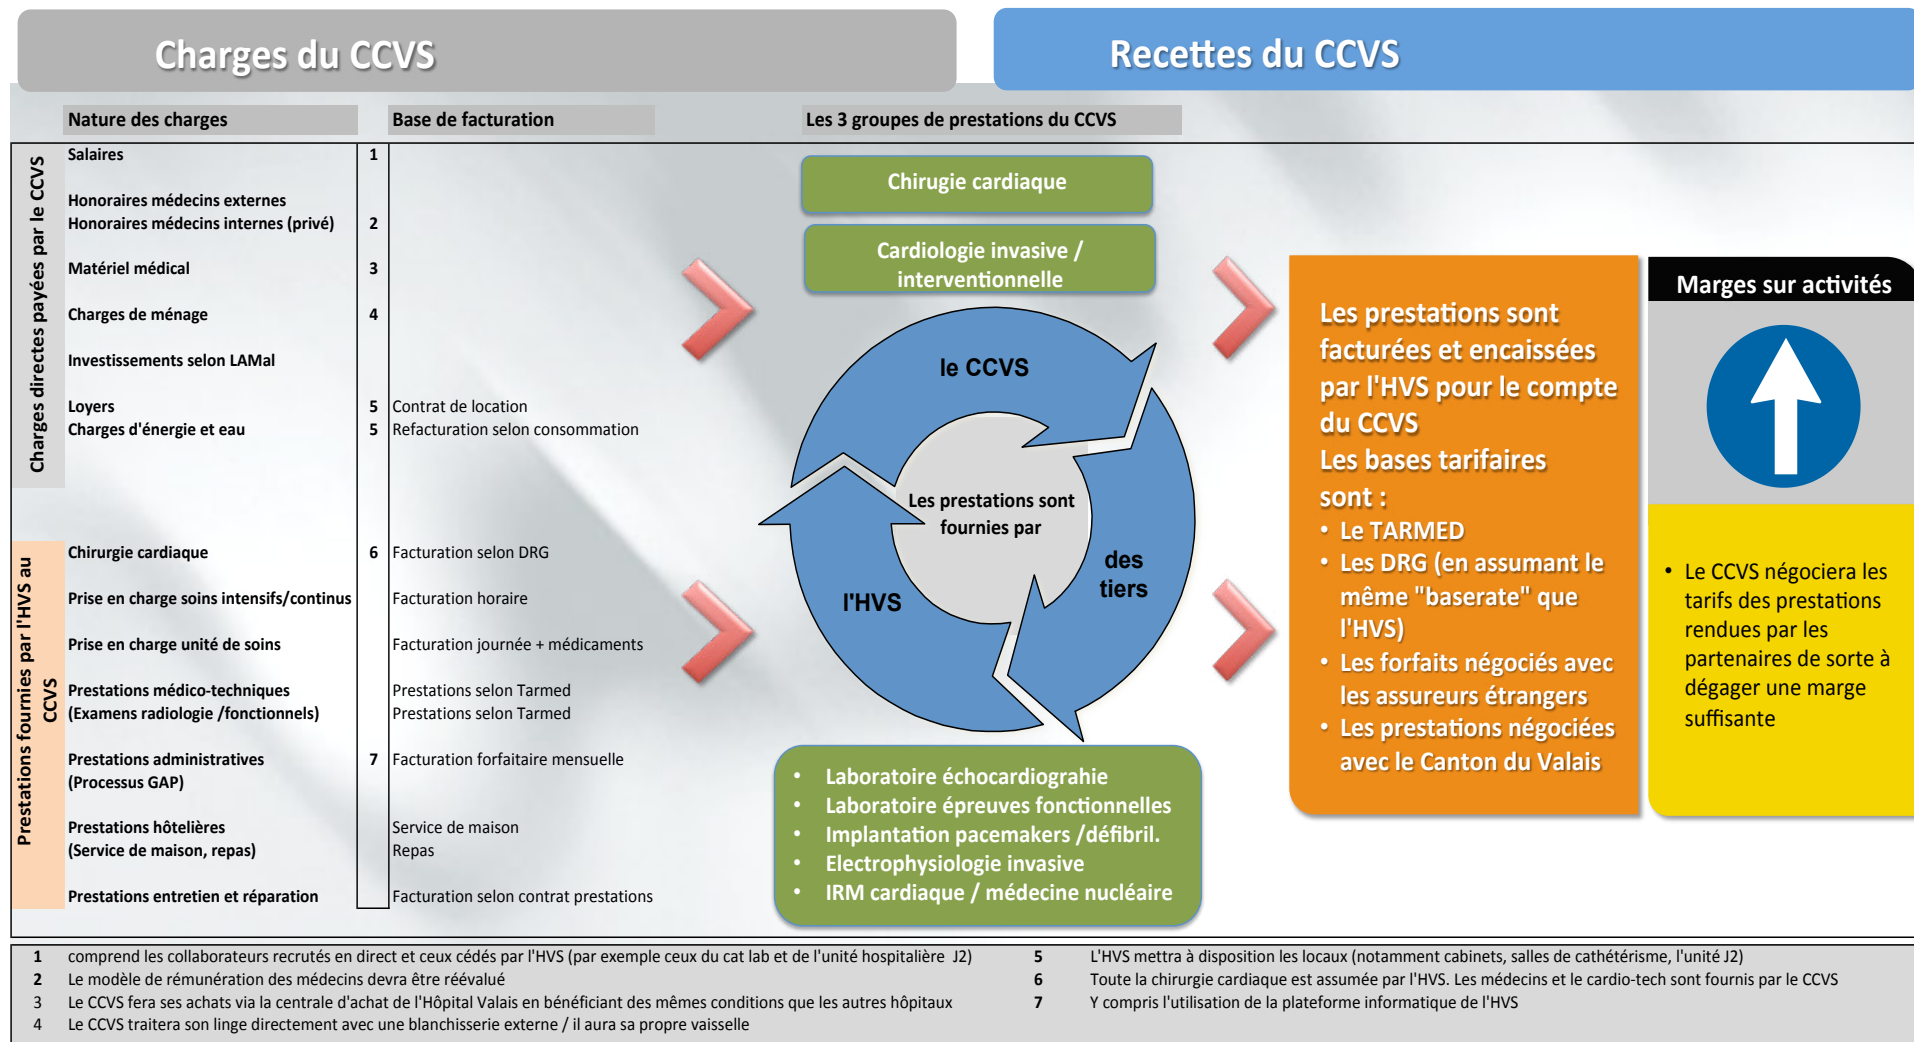 Charges du CCVS
Recettes du CCVS
Nature des charges
Base de facturation
Les 3 groupes de prestations du CCVS
Charges directes payées par le CCVS
Salaires 1
Honoraires médecins externes
Honoraires médecins internes (privé) 2
Matériel médical 3
Charges de ménage 4
Investissements selon LAMal
Loyers 5 Contrat de location
Charges d'énergie et eau 5 Refacturation selon consommation
Prestations fournies par l'HVS au
CCVS
Chirurgie cardiaque 6 Facturation selon DRG
Prise en charge soins intensifs/continus Facturation horaire
Prise en charge unité de soins Facturation journée + médicaments
Prestations médico-techniques Prestations selon Tarmed
(Examens radiologie /fonctionnels) Prestations selon Tarmed
Prestations administratives 7 Facturation forfaitaire mensuelle
(Processus GAP)
Prestations hôtelières Service de maison
(Service de maison, repas) Repas
Prestations entretien et réparation Facturation selon contrat prestations
Chirugie cardiaque
Cardiologie invasive /
interventionnelle
le CCVS
Les prestations sont
fournies par
des
tiers
l'HVS
• Laboratoire échocardiograhie
• Laboratoire épreuves fonctionnelles
• Implantation pacemakers /défibril.
• Electrophysiologie invasive
• IRM cardiaque / médecine nucléaire
Les prestations sont
facturées et encaissées
par l'HVS pour le compte
du CCVS
Les bases tarifaires
sont :
• Le TARMED
• Les DRG (en assumant le
même "baserate" que
l'HVS)
• Les forfaits négociés avec
les assureurs étrangers
• Les prestations négociées
avec le Canton du Valais
Marges sur activités
• Le CCVS négociera les
tarifs des prestations
rendues par les
partenaires de sorte à
dégager une marge
suffisante
1 comprend les collaborateurs recrutés en direct et ceux cédés par l'HVS (par exemple ceux du cat lab et de l'unité hospitalière J2)
2 Le modèle de rémunération des médecins devra être réévalué
3 Le CCVS fera ses achats via la centrale d'achat de l'Hôpital Valais en bénéficiant des mêmes conditions que les autres hôpitaux
4 Le CCVS traitera son linge directement avec une blanchisserie externe / il aura sa propre vaisselle
5 L'HVS mettra à disposition les locaux (notamment cabinets, salles de cathétérisme, l'unité J2)
6 Toute la chirurgie cardiaque est assumée par l'HVS. Les médecins et le cardio-tech sont fournis par le CCVS
7 Y compris l'utilisation de la plateforme informatique de l'HVS